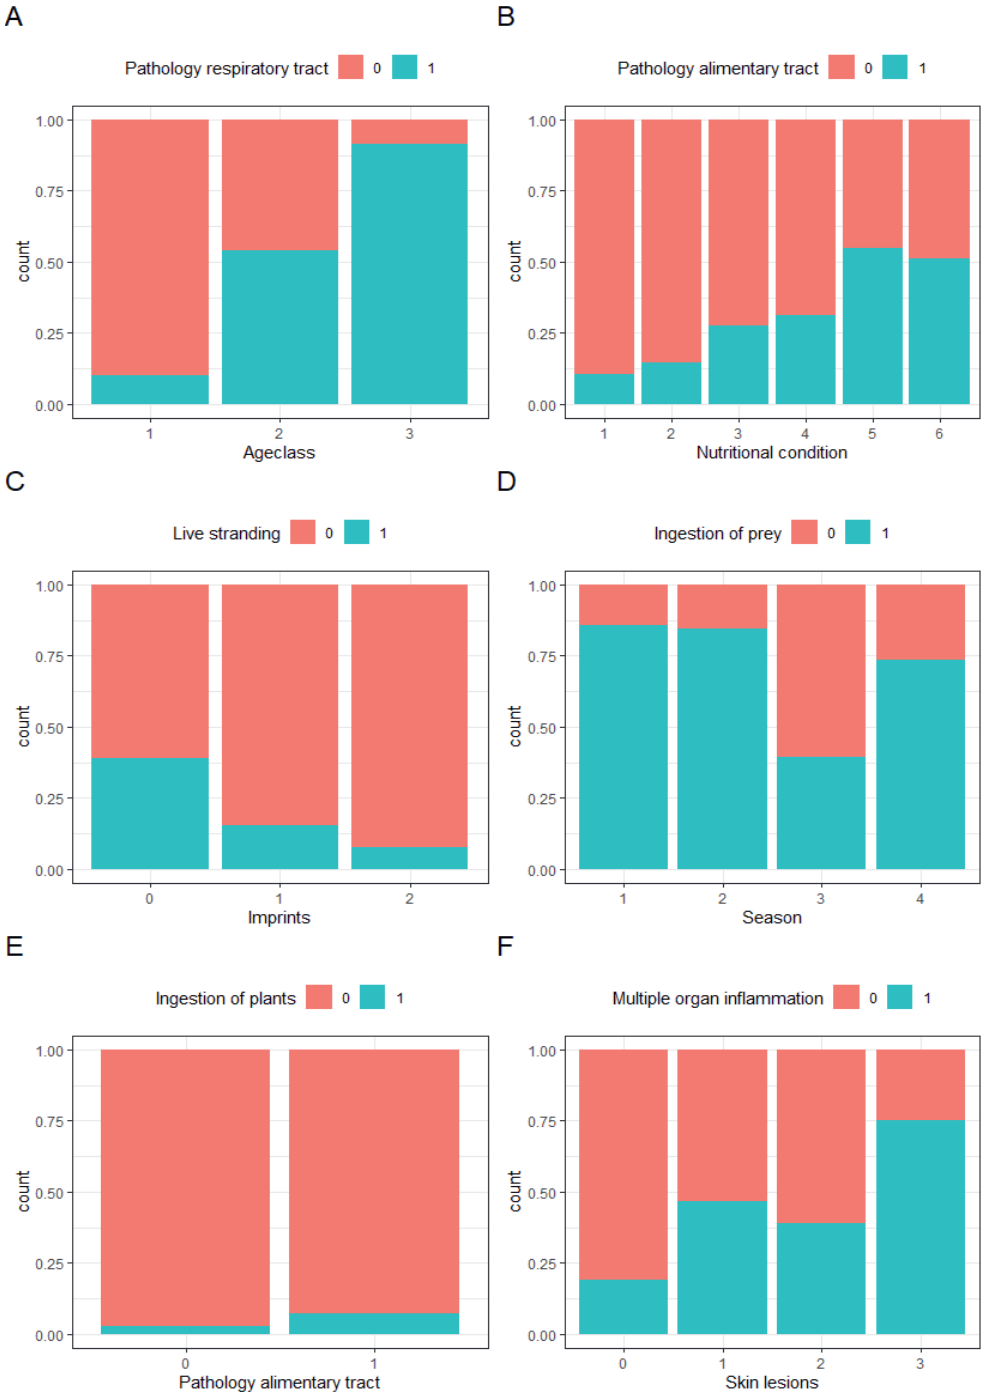 A
Pathology respiratory tract 0 1
1.00
0.75
0.50
0.25
0.00
count
1 2 3
Ageclass
B
Pathology alimentary tract 0 1
1.00
0.75
0.50
0.25
0.00
count
1 2 3 4 5 6
Nutritional condition
C
Live stranding 0 1
1.00
0.75
0.50
0.25
0.00
count
0 1 2
Imprints
D
Ingestion of prey 0 1
1.00
0.75
0.50
0.25
0.00
count
1 2 3 4
Season
E
Ingestion of plants 0 1
1.00
0.75
0.50
0.25
0.00
count
0 1
Pathology alimentary tract
F
Multiple organ inflammation 0 1
1.00
0.75
0.50
0.25
0.00
count
0 1 2 3
Skin lesions